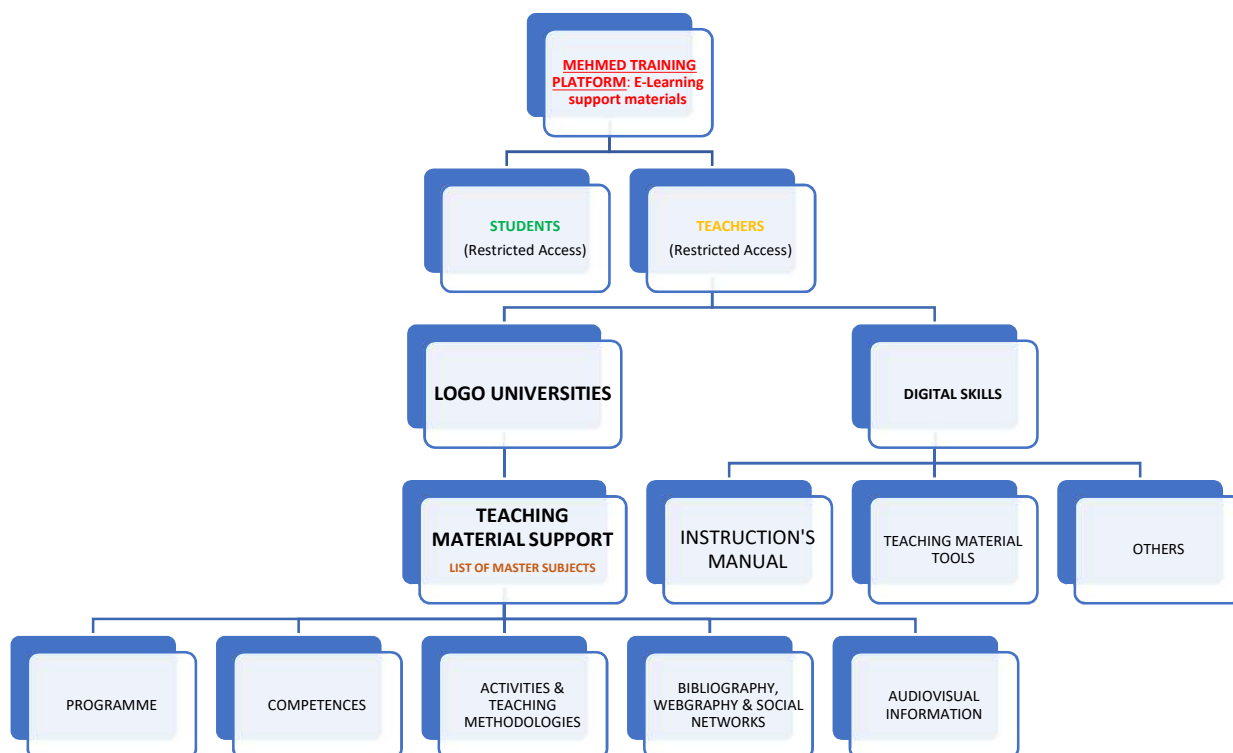 MEHMED TRAINING
PLATFORM: E-Learning
support materials
STUDENTS
(Restricted Access)
TEACHERS
(Restricted Access)
LOGO UNIVERSITIES
DIGITAL SKILLS
TEACHING
MATERIAL SUPPORT
LIST OF MASTER SUBJECTS
INSTRUCTION'S
MANUAL
TEACHING MATERIAL
TOOLS
OTHERS
PROGRAMME
COMPETENCES
ACTIVITIES &
TEACHING
METHODOLOGIES
BIBLIOGRAPHY,
WEBGRAPHY & SOCIAL
NETWORKS
AUDIOVISUAL
INFORMATION